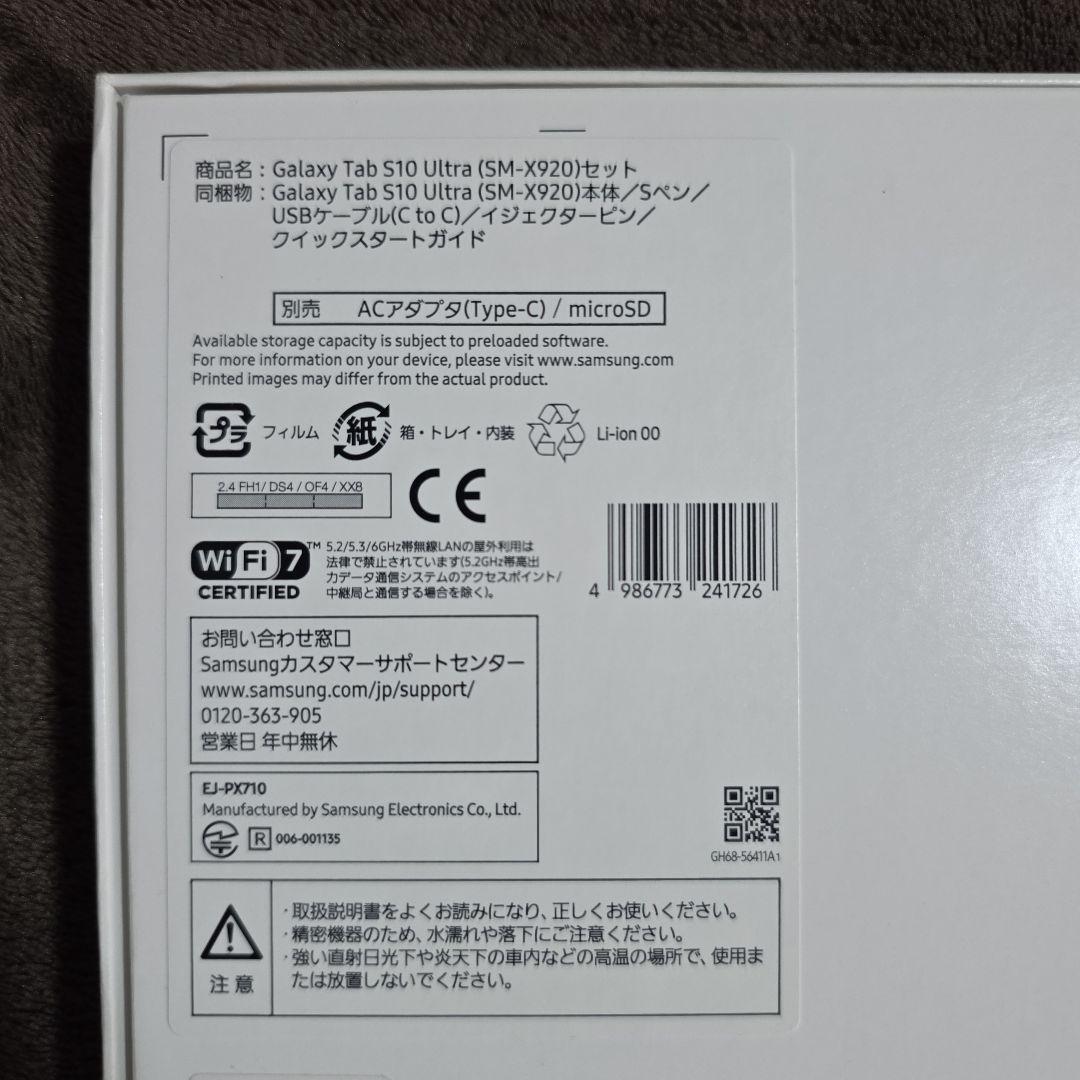 商品名：Galaxy Tab S10 Ultra (SM-X920)セット
同梱物：Galaxy Tab S10 Ultra (SM-X920)本体／Sペン／
USBケーブル(C to C)／イジェクターピン／
クイックスタートガイド
別売 ACアダプタ(Type-C) / microSD
Available storage capacity is subject to preloaded software.
For more information on your device, please visit www.samsung.com
Printed images may differ from the actual product.
プラ フィルム 紙 箱・トレイ・内装 Li-ion 00
2.4 FH1/ DS4 / OF4 / XX8
CE
Wi Fi 7 ™
CERTIFIED
5.2/5.3/6GHz帯無線LANの屋外利用は
法律で禁止されています(5.2GHz帯高出
力データ通信システムのアクセスポイント/
中継局と通信する場合を除く)。
4 986773 241726
お問い合わせ窓口
Samsungカスタマーサポートセンター
www.samsung.com/jp/support/
0120-363-905
営業日 年中無休
EJ-PX710
Manufactured by Samsung Electronics Co., Ltd.
R 006-001135
GH68-56411A1
注意
・取扱説明書をよくお読みになり、正しくお使いください。
・精密機器のため、水濡れや落下にご注意ください。
・強い直射日光下や炎天下の車内などの高温の場所で、使用ま
たは放置しないでください。